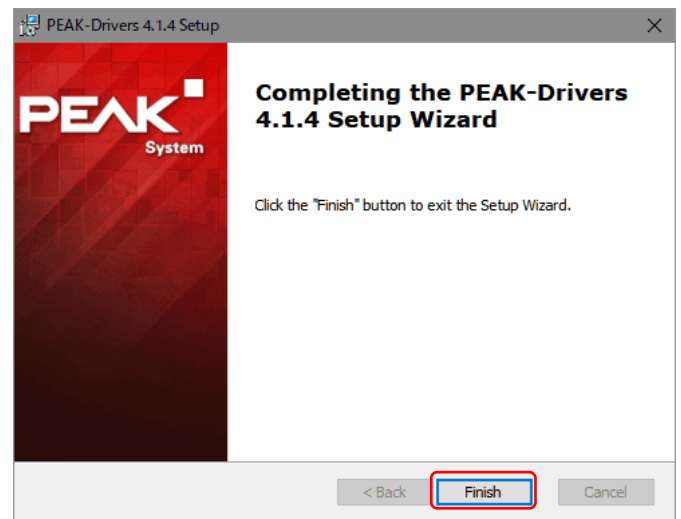 PEAK-Drivers 4.1.4 Setup
PEAK
System
Completing the PEAK-Drivers
4.1.4 Setup Wizard
Click the "Finish" button to exit the Setup Wizard.
< Back Finish Cancel